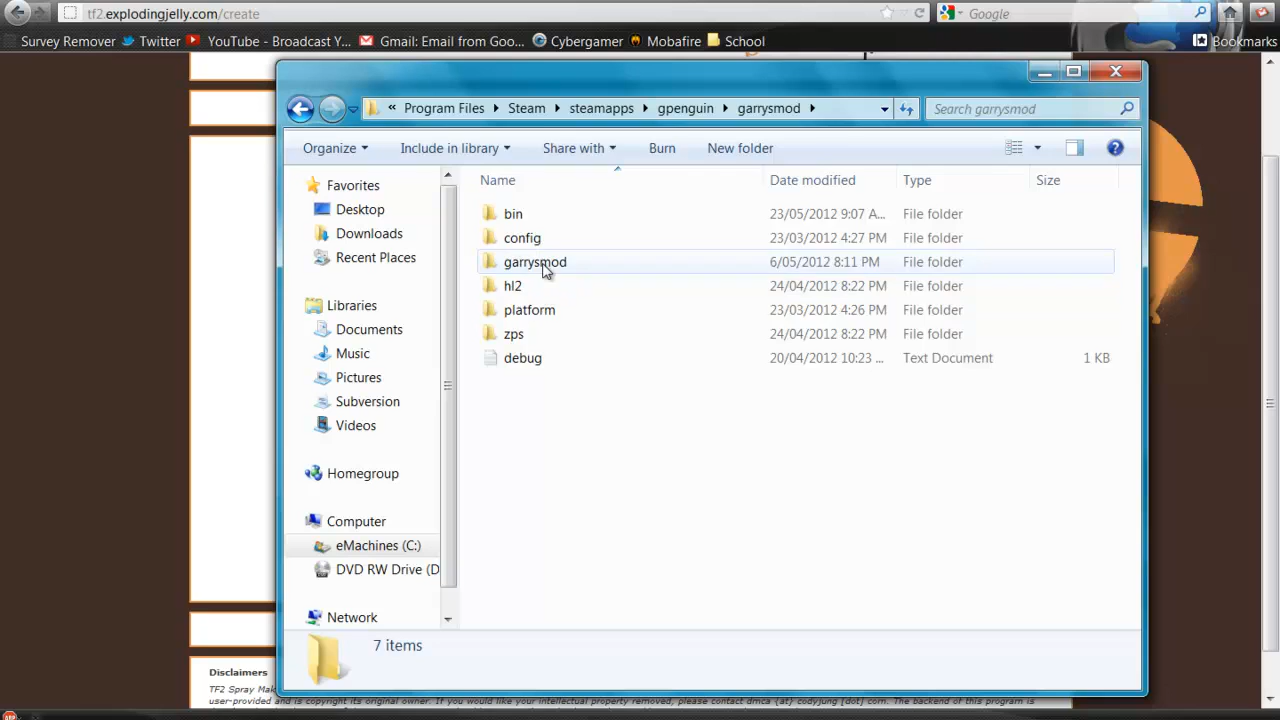 tf2.explodingjelly.com/create
Google
Survey Remover
Twitter
YouTube - Broadcast Y...
Gmail: Email from Goo...
Cybergamer
Mobafire
School
Bookmarks
« Program Files Steam steamapps gpenguin garrysmod
Search garrysmod
Organize
Include in library
Share with
Burn
New folder
Name
Date modified
Type
Size
Favorites
Desktop
Downloads
Recent Places
Libraries
Documents
Music
Pictures
Subversion
Videos
Homegroup
Computer
eMachines (C:)
DVD RW Drive (D
Network
bin 23/05/2012 9:07 A... File folder
config 23/03/2012 4:27 PM File folder
garrysmod 6/05/2012 8:11 PM File folder
hl2 24/04/2012 8:22 PM File folder
platform 23/03/2012 4:26 PM File folder
zps 24/04/2012 8:22 PM File folder
debug 20/04/2012 10:23 ... Text Document 1 KB
7 items
Disclaimers
TF2 Spray Mak
user-provided and is copyright its original owner. If you would like your intellectual property removed, please contact dmca {at} codyjung [dot] com. The backend of this program is